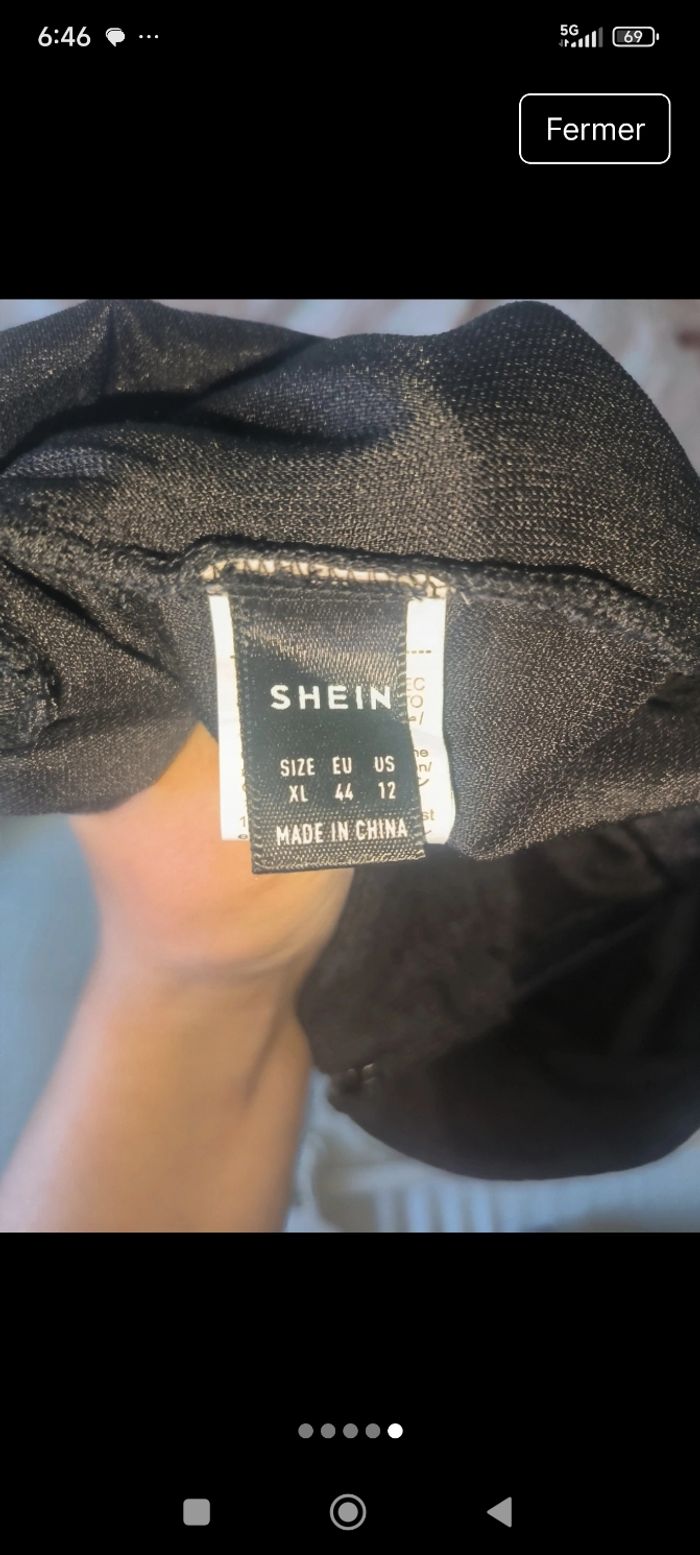 6:46
5G
69
Fermer
SHEIN
SIZE EU US
XL 44 12
MADE IN CHINA